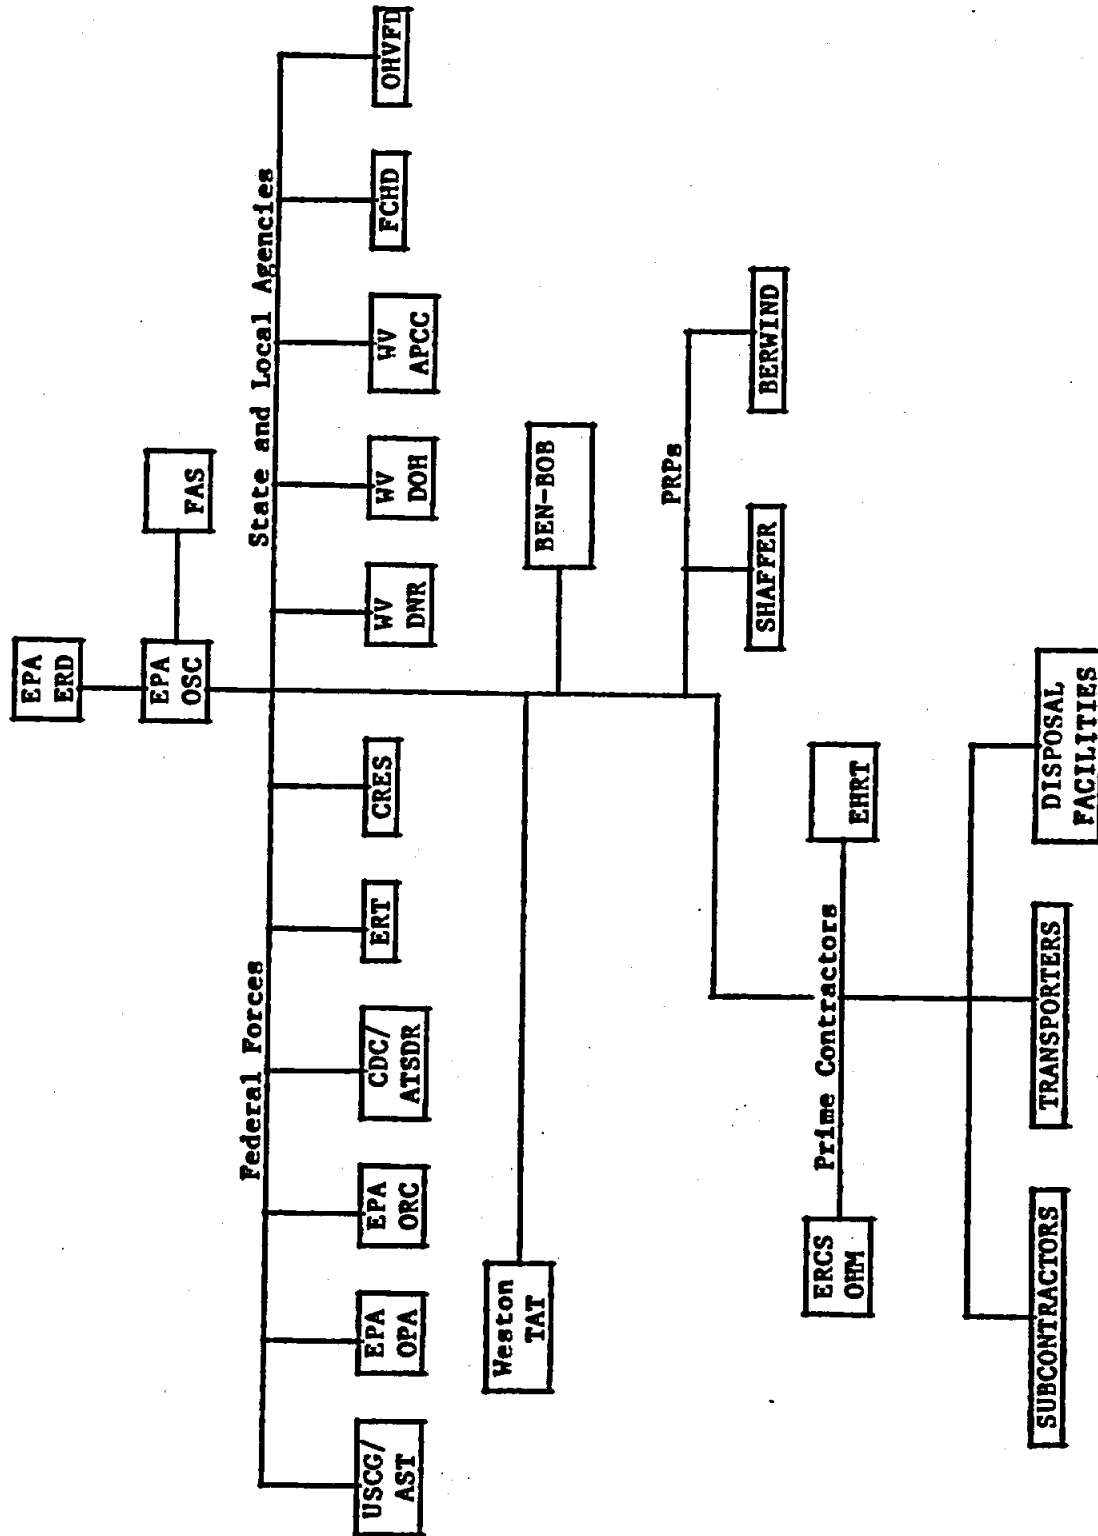 EPA
ERD
EPA
OSC
FAS
Federal Forces
State and Local Agencies
USCG/
AST
EPA
OPA
EPA
ORC
CDC/
ATSDR
ERT
CRES
WV
DNR
WV
DOH
WV
APCC
FCHD
OHVFD
Weston
TAT
BEN-BOB
PRPs
SHAFFER
BERWIND
Prime Contractors
ERCS
OHM
EHRT
SUBCONTRACTORS
TRANSPORTERS
DISPOSAL
FACILITIES